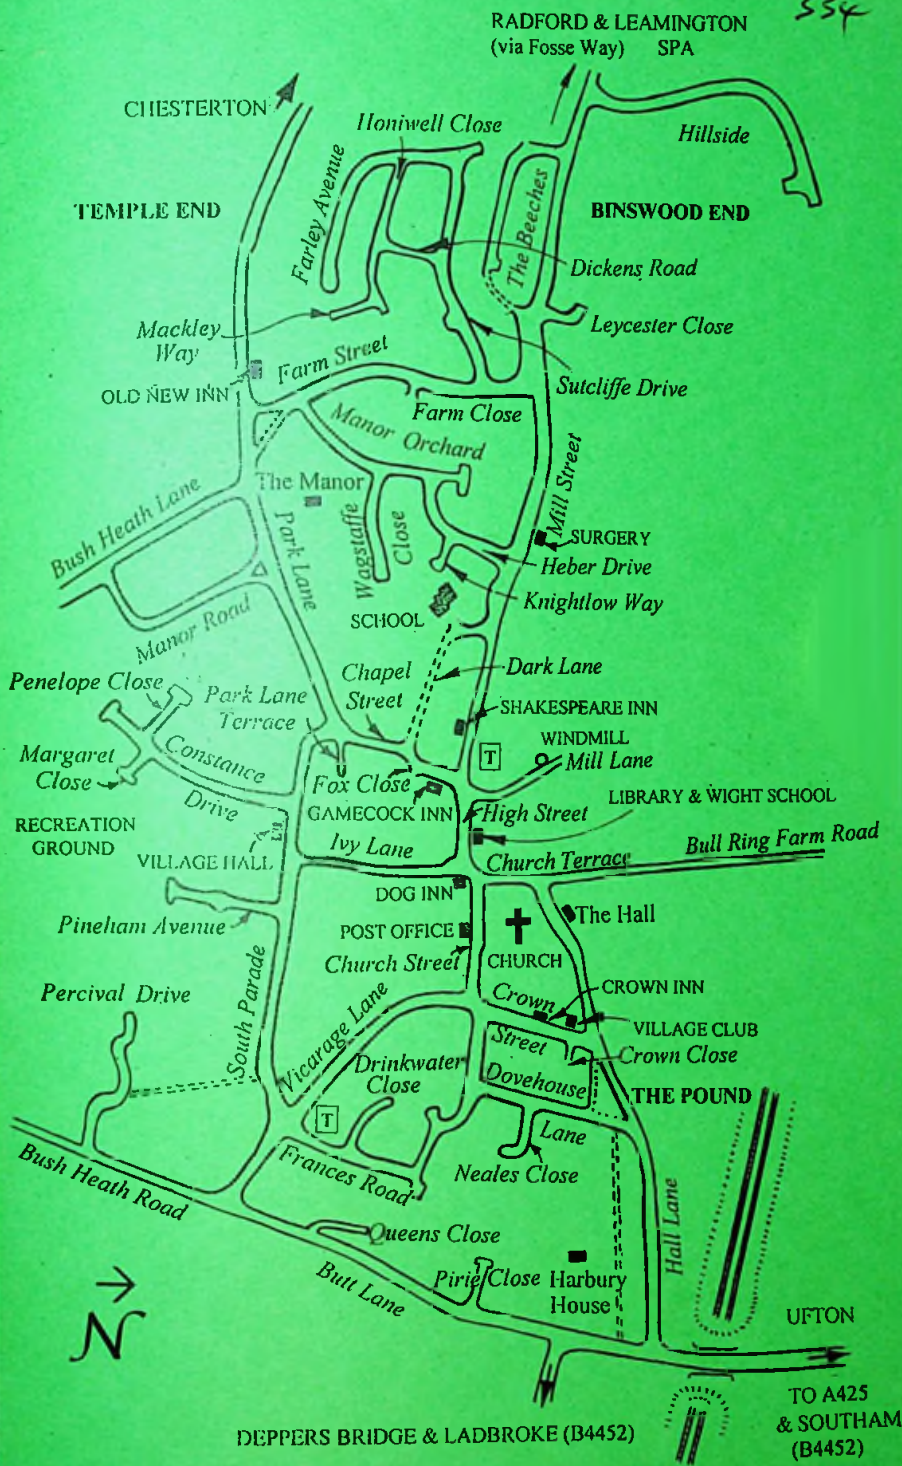 554
RADFORD & LEAMINGTON
(via Fosse Way) SPA
CHESTERTON
Honiwell Close
Hillside
Farley Avenue
TEMPLE END
The Beeches
BINSWOOD END
Dickens Road
Mackley
Way
Leycester Close
Farm Street
OLD NEW INN
Sutcliffe Drive
Farm Close
Manor Orchard
Mill Street
The Manor
Bush Heath Lane
Park Lane
Wagstaffe
Close
SURGERY
Heber Drive
Knightlow Way
SCHOOL
Manor Road
Dark Lane
Chapel
Street
Penelope Close
Park Lane
Terrace
SHAKESPEARE INN
WINDMILL
T
Mill Lane
Margaret
Close
Constance
Drive
Fox Close
GAMECOCK INN
High Street
LIBRARY & WIGHT SCHOOL
RECREATION
GROUND
VILLAGE HALL
Ivy Lane
Church Terrace
Bull Ring Farm Road
DOG INN
Pineham Avenue
POST OFFICE
The Hall
Church Street
CHURCH
Percival Drive
South Parade
Vicarage Lane
Crown
Street
CROWN INN
VILLAGE CLUB
Crown Close
Drinkwater
Close
Dovehouse
Lane
THE POUND
T
Frances Road
Neales Close
Bush Heath Road
Hall Lane
Queens Close
Butt Lane
Pirie Close
Harbury
House
N
UFTON
TO A425
& SOUTHAM
(B4452)
DEPPERS BRIDGE & LADBROKE (B4452)